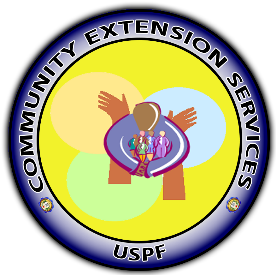 COMMUNITY EXTENSION SERVICES
USPF